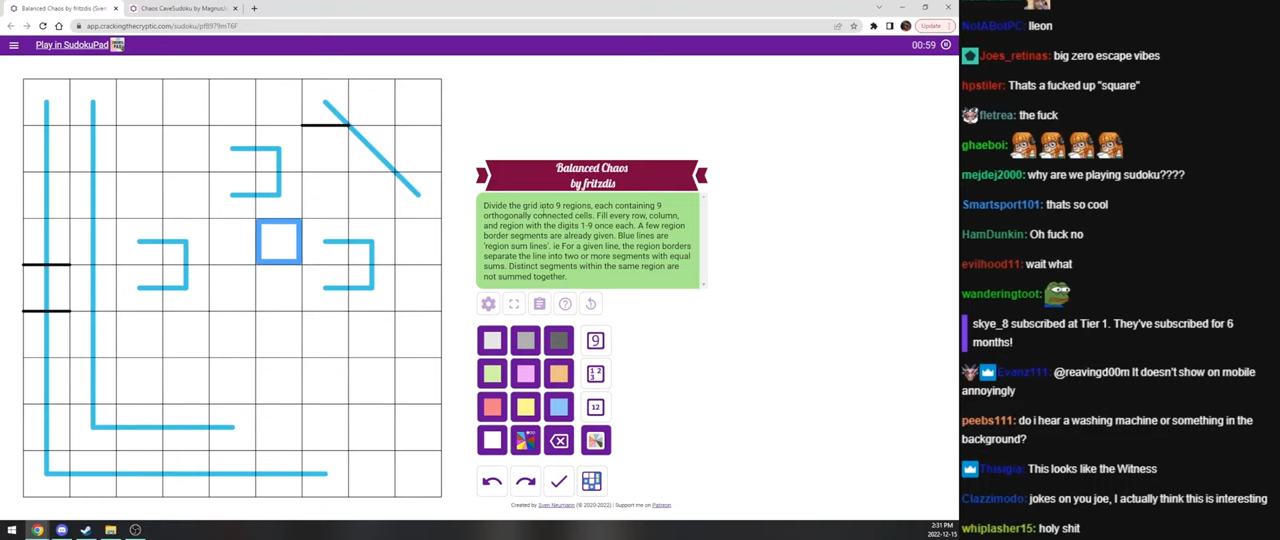 Balanced Chaos by fritzdis (Sven
Chaos CaveSudoku by MagnusJ
app.crackingthecryptic.com/sudoku/pf8979mT6F
Update
Play in SudokuPad
00:59
Balanced Chaos
by fritzdis
Divide the grid into 9 regions, each containing 9
orthogonally connected cells. Fill every row, column,
and region with the digits 1-9 once each. A few region
border segments are already given. Blue lines are
'region sum lines'. ie For a given line, the region borders
separate the line into two or more segments with equal
sums. Distinct segments within the same region are
not summed together.
9
1 2
3
12
Created by Sven Neumann (© 2020-2022) | Support me on Patreon
2:31 PM
2022-12-15
NotABotPC: lleon
Joes_retinas: big zero escape vibes
hpstiler: Thats a fucked up "square"
fletrea: the fuck
ghaeboi:
mejdej2000: why are we playing sudoku????
Smartsport101: thats so cool
HamDunkin: Oh fuck no
evilhood11: wait what
wanderingtoot:
skye_8 subscribed at Tier 1. They've subscribed for 6
months!
Evanz111: @reavingd00m It doesn't show on mobile
annoyingly
peebs111: do i hear a washing machine or something in the
background?
Thisigia: This looks like the Witness
Clazzimodo: jokes on you joe, I actually think this is interesting
whiplasher15: holy shit